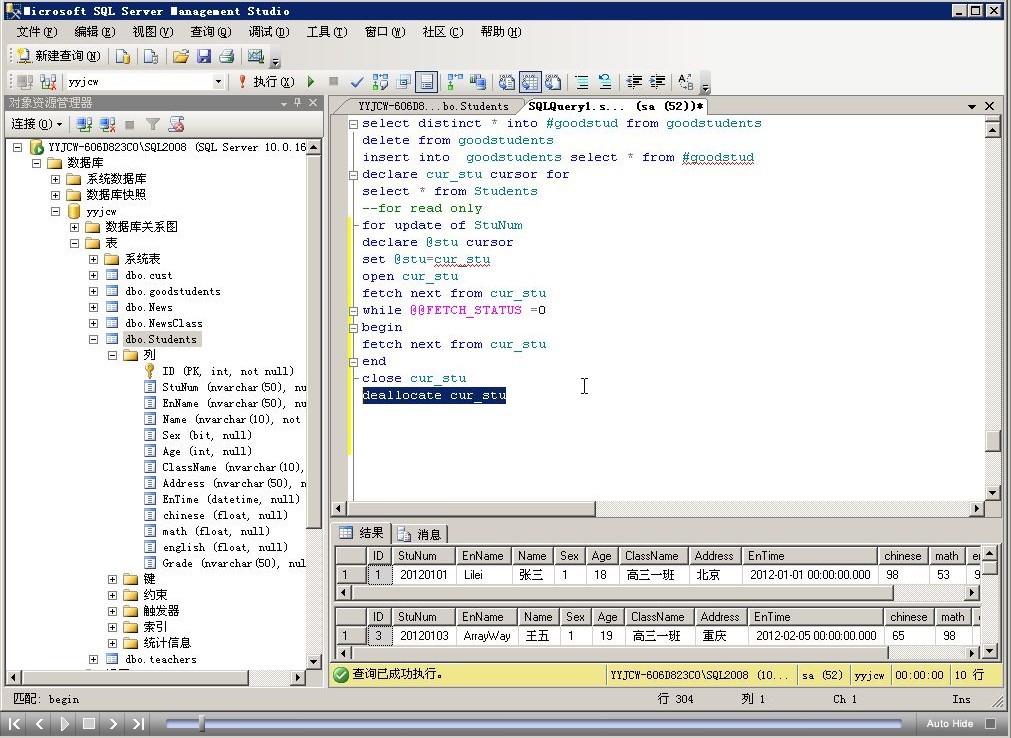 Microsoft SQL Server Management Studio
文件(F) 编辑(E) 视图(V) 查询(Q) 调试(D) 工具(T) 窗口(W) 社区(C) 帮助(H)
新建查询(N)
yyjcw 执行(X)
对象资源管理器
连接(O)
YYJCW-606D823C0\SQL2008 (SQL Server 10.0.16
数据库
系统数据库
数据库快照
yyjcw
数据库关系图
表
系统表
dbo.cust
dbo.goodstudents
dbo.News
dbo.NewsClass
dbo.Students
列
ID (PK, int, not null)
StuNum (nvarchar(50), nu
EnName (nvarchar(50), nu
Name (nvarchar(10), not
Sex (bit, null)
Age (int, null)
ClassName (nvarchar(10),
Address (nvarchar(50), n
EnTime (datetime, null)
chinese (float, null)
math (float, null)
english (float, null)
Grade (nvarchar(50), nul
键
约束
触发器
索引
统计信息
dbo.teachers
YYJCW-606D8...bo.Students SQLQuery1.s... (sa (52))*
select distinct * into #goodstud from goodstudents
delete from goodstudents
insert into  goodstudents select * from #goodstud
declare cur_stu cursor for
select * from Students
--for read only
for update of StuNum
declare @stu cursor
set @stu=cur_stu
open cur_stu
fetch next from cur_stu
while @@FETCH_STATUS =0
begin
fetch next from cur_stu
end
close cur_stu
deallocate cur_stu
结果 消息
ID StuNum EnName Name Sex Age ClassName Address EnTime chinese math e
1 1 20120101 Lilei 张三 1 18 高三一班 北京 2012-01-01 00:00:00.000 98 53 9
ID StuNum EnName Name Sex Age ClassName Address EnTime chinese math
1 3 20120103 ArrayWay 王五 1 19 高三一班 重庆 2012-02-05 00:00:00.000 65 98
查询已成功执行。 YYJCW-606D823C0\SQL2008 (10... sa (52) yyjcw 00:00:00 10 行
匹配: begin 行 304 列 1 Ch 1 Ins
Auto Hide